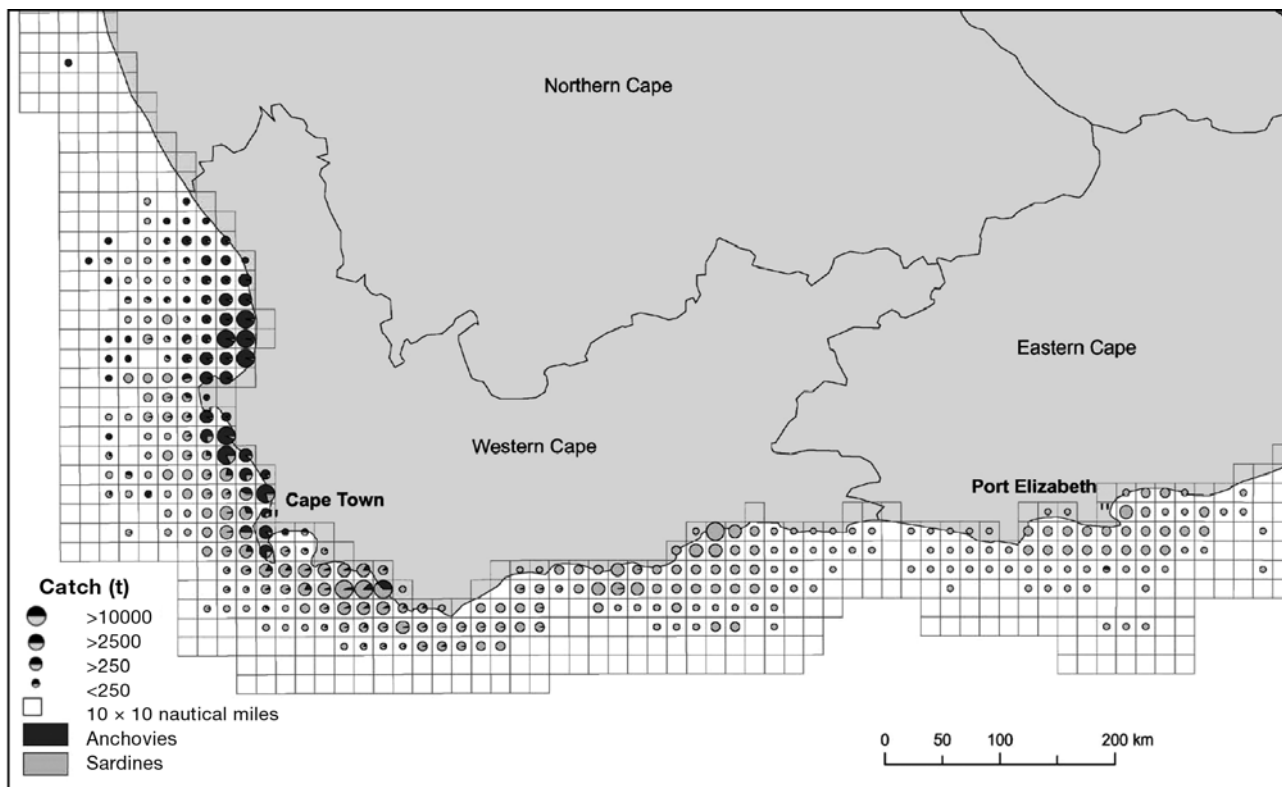 Northern Cape
Eastern Cape
Western Cape
Port Elizabeth
Cape Town
Catch (t)
>10000
>2500
>250
<250
10 × 10 nautical miles
Anchovies
Sardines
0 50 100 200 km